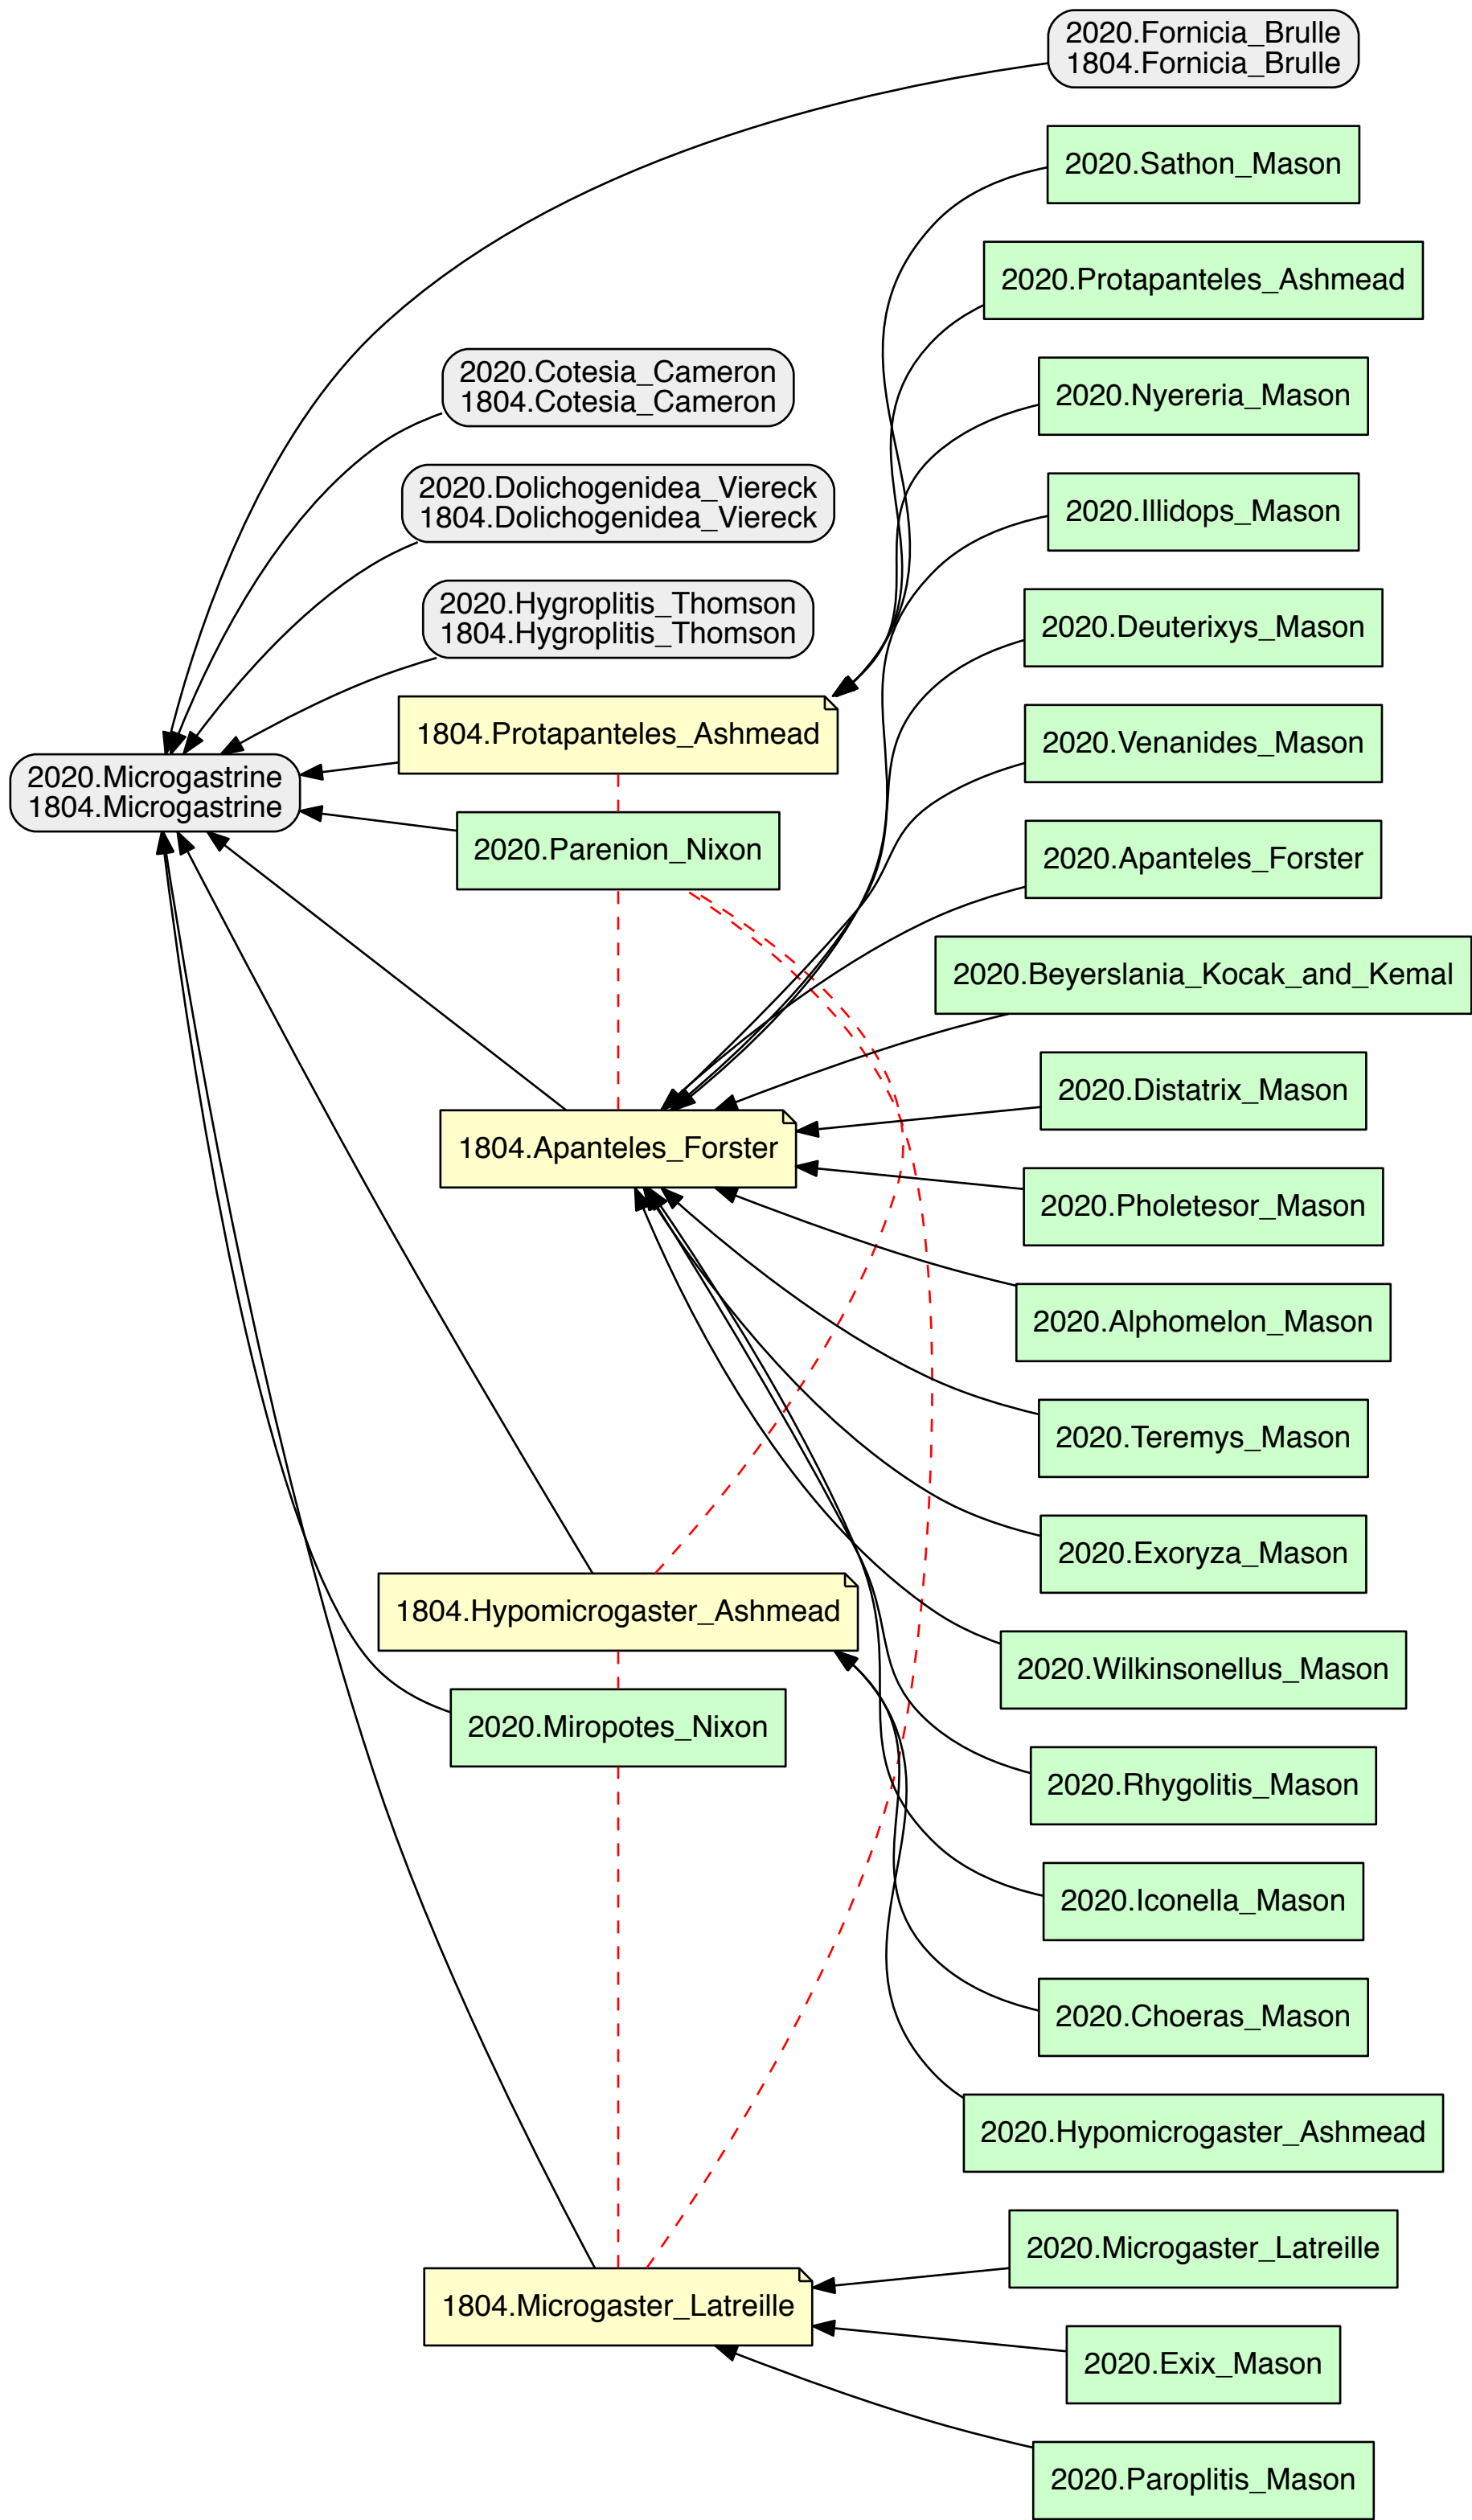 2020.Fornicia_Brulle
1804.Fornicia_Brulle
2020.Sathon_Mason
2020.Protapanteles_Ashmead
2020.Cotesia_Cameron
1804.Cotesia_Cameron
2020.Nyereria_Mason
2020.Dolichogenidea_Viereck
1804.Dolichogenidea_Viereck
2020.Illidops_Mason
2020.Hygroplitis_Thomson
1804.Hygroplitis_Thomson
2020.Deuterixys_Mason
1804.Protapanteles_Ashmead
2020.Venanides_Mason
2020.Microgastrine
1804.Microgastrine
2020.Parenion_Nixon
2020.Apanteles_Forster
2020.Beyerslania_Kocak_and_Kemal
2020.Distatrix_Mason
1804.Apanteles_Forster
2020.Pholetesor_Mason
2020.Alphomelon_Mason
2020.Teremys_Mason
2020.Exoryza_Mason
1804.Hypomicrogaster_Ashmead
2020.Wilkinsonellus_Mason
2020.Miropotes_Nixon
2020.Rhygolitis_Mason
2020.Iconella_Mason
2020.Choeras_Mason
2020.Hypomicrogaster_Ashmead
2020.Microgaster_Latreille
1804.Microgaster_Latreille
2020.Exix_Mason
2020.Paroplitis_Mason